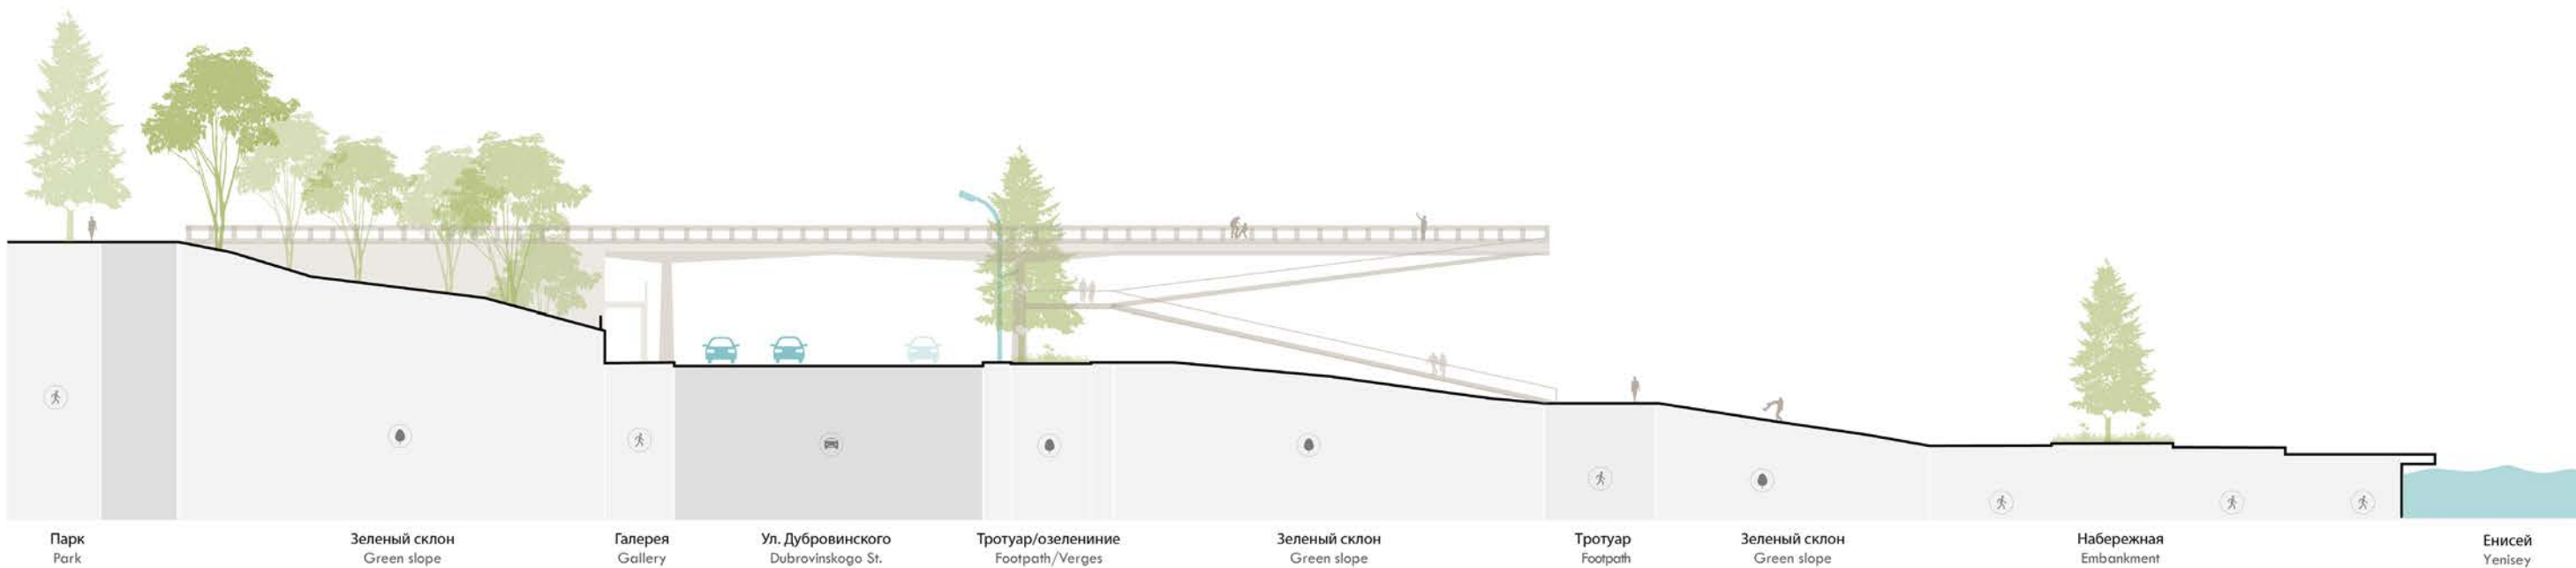 Парк
Park
Зеленый склон
Green slope
Галерея
Gallery
Ул. Дубровинского
Dubrovinskogo St.
Тротуар/озелениние
Footpath/Verges
Зеленый склон
Green slope
Тротуар
Footpath
Зеленый склон
Green slope
Набережная
Embankment
Енисей
Yenisey